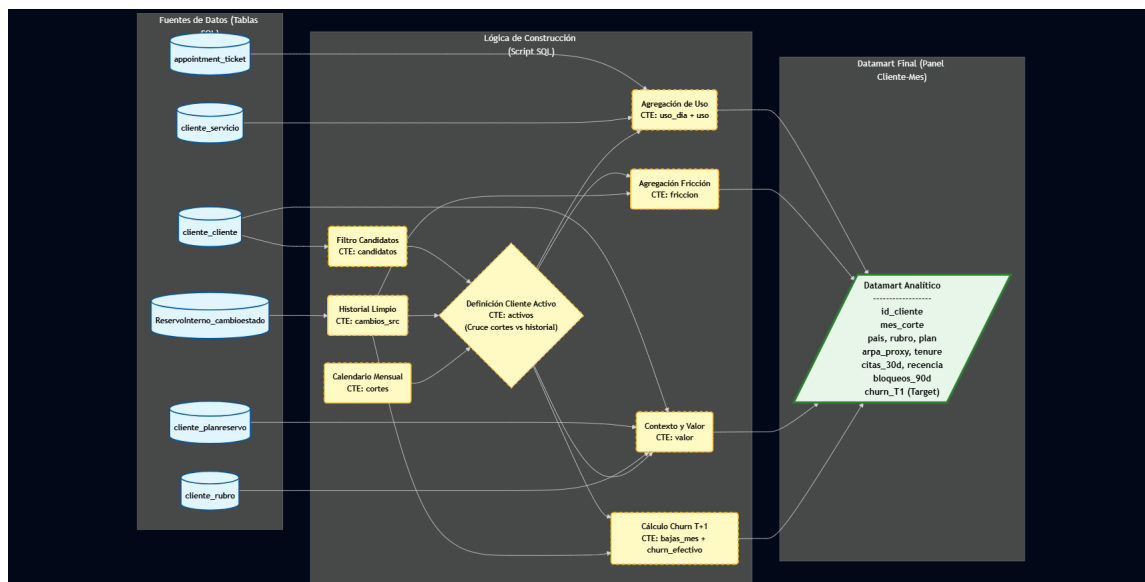 Fuentes de Datos (Tablas
SQL)
appointment_ticket
cliente_servicio
cliente_cliente
ReservoInterno_cambioestado
cliente_planreservo
cliente_rubro
Lógica de Construcción
(Script SQL)
Filtro Candidatos
CTE: candidatos
Historial Limpio
CTE: cambios_src
Calendario Mensual
CTE: cortes
Definición Cliente Activo
CTE: activos
(Cruce cortes vs historial)
Agregación de Uso
CTE: uso_dia + uso
Agregación Fricción
CTE: friccion
Contexto y Valor
CTE: valor
Cálculo Churn T+1
CTE: bajas_mes +
churn_efectivo
Datamart Final (Panel
Cliente-Mes)
Datamart Analítico
------------------
id_cliente
mes_corte
pais, rubro, plan
arpa_proxy, tenure
citas_30d, recencia
bloqueos_90d
churn_T1 (Target)